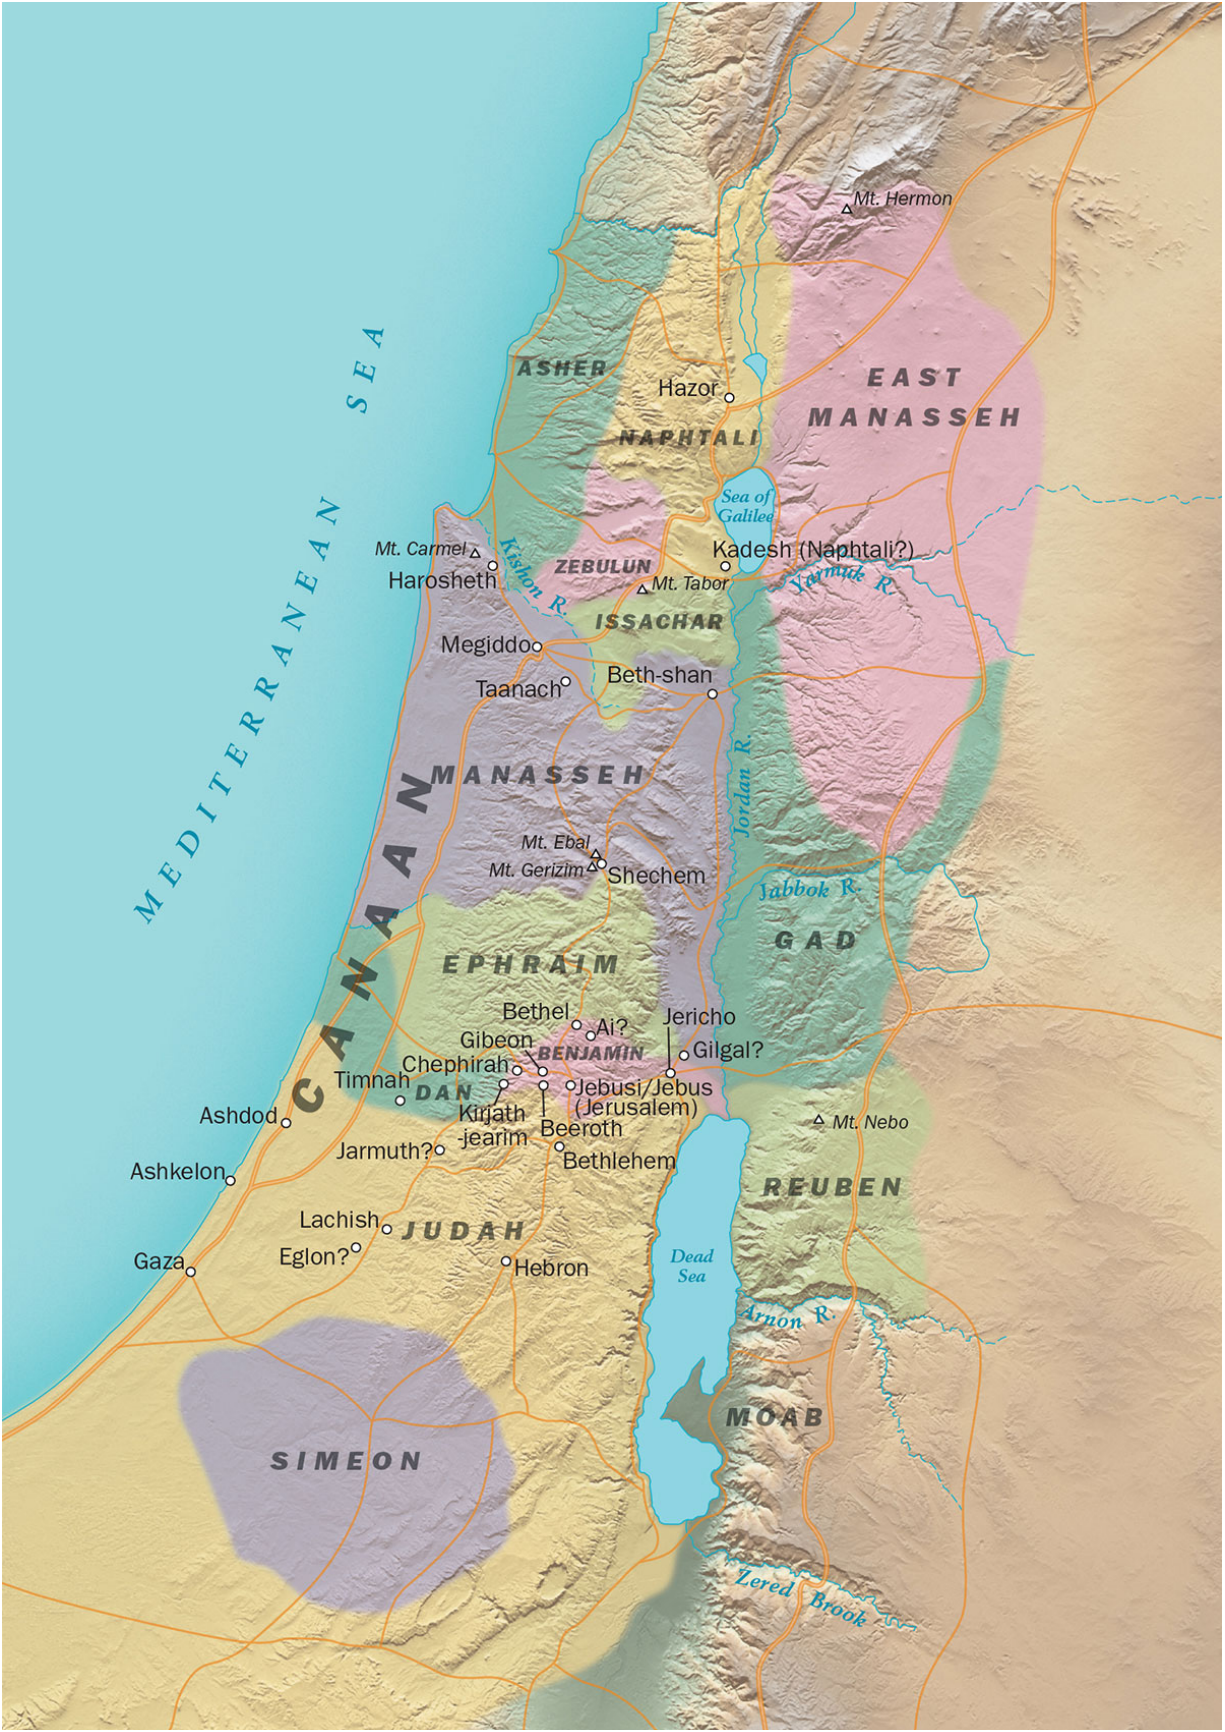 Mt. Hermon
MEDITERRANEAN SEA
ASHER
EAST
MANASSEH
Hazor
NAPHTALI
Sea of
Galilee
Mt. Carmel
Harosheth
Kishon R.
ZEBULUN
Kadesh (Naphtali?)
Yarmuk R.
Mt. Tabor
ISSACHAR
Megiddo
Taanach
Beth-shan
MANASSEH
Jordan R.
CANAAN
Mt. Ebal
Mt. Gerizim
Shechem
Jabbok R.
GAD
EPHRAIM
Bethel
Ai?
Jericho
Gibeon
BENJAMIN
Gilgal?
Chephirah
Timnah
DAN
Jebusi/Jebus
(Jerusalem)
Kirjath
-jearim
Beeroth
Ashdod
Mt. Nebo
Jarmuth?
Bethlehem
Ashkelon
REUBEN
Lachish
JUDAH
Eglon?
Gaza
Hebron
Dead
Sea
Arnon R.
MOAB
SIMEON
Zered Brook